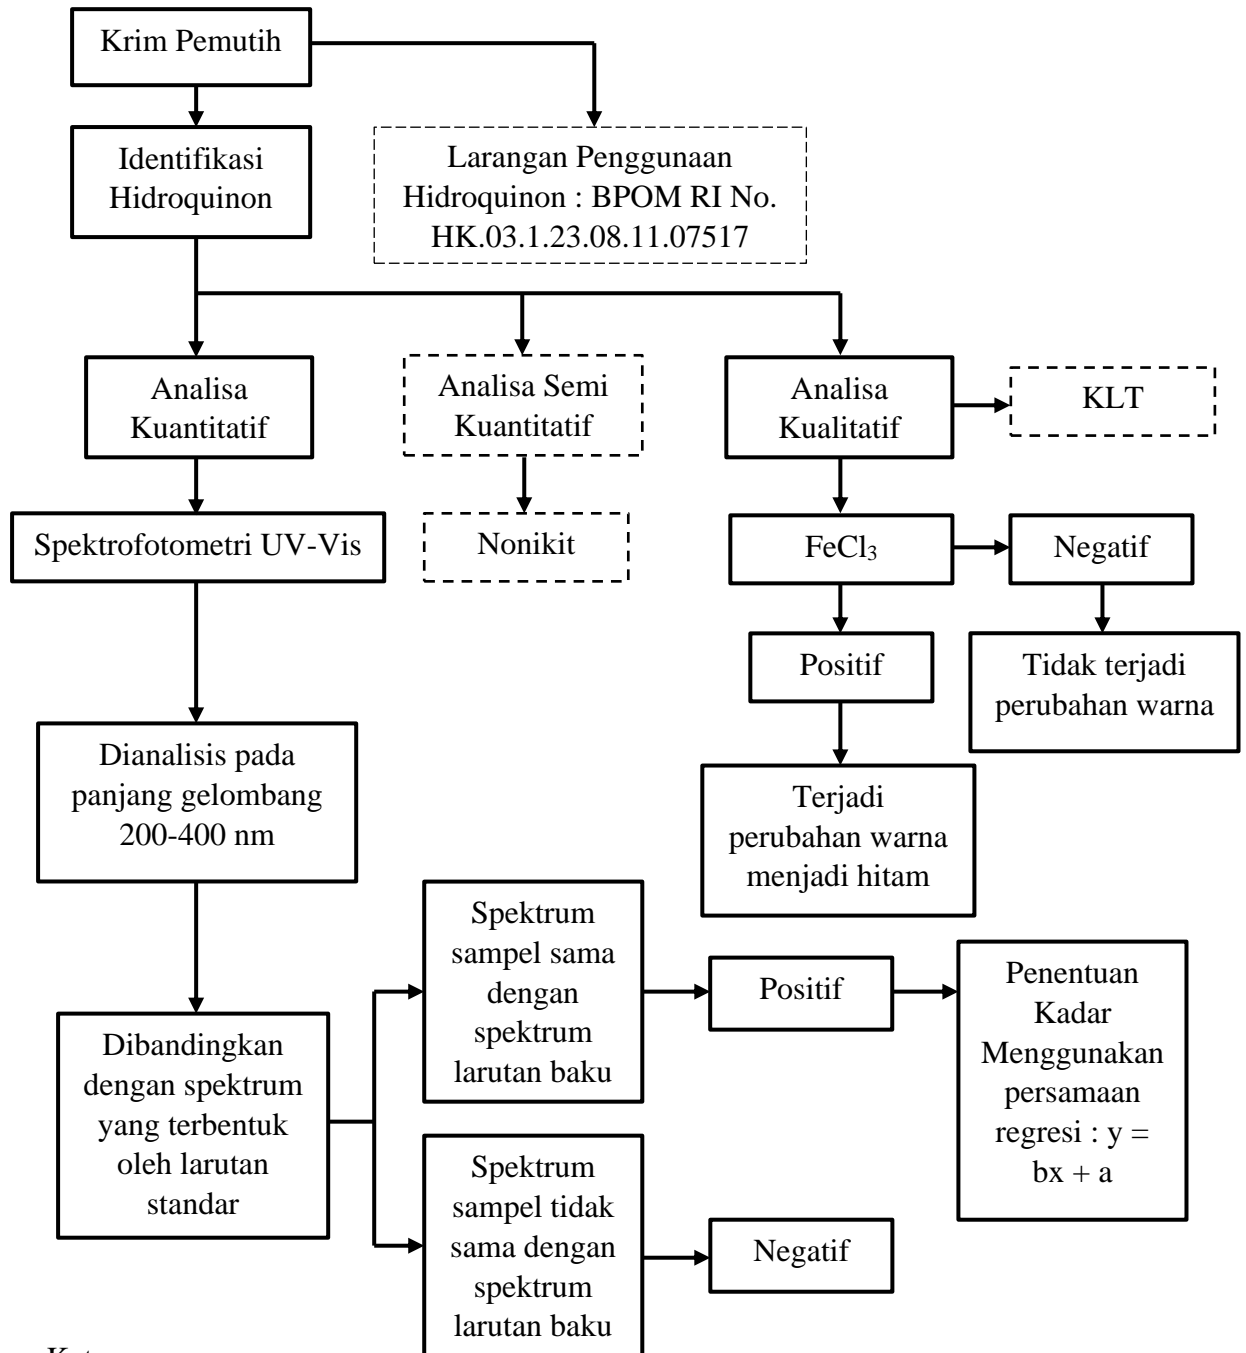 Krim Pemutih
Identifikasi
Hidroquinon
Larangan Penggunaan
Hidroquinon : BPOM RI No.
HK.03.1.23.08.11.07517
Analisa
Kuantitatif
Analisa Semi
Kuantitatif
Analisa
Kualitatif
KLT
Spektrofotometri UV-Vis
Nonikit
FeCl₃
Negatif
Positif
Tidak terjadi
perubahan warna
Dianalisis pada
panjang gelombang
200-400 nm
Terjadi
perubahan warna
menjadi hitam
Dibandingkan
dengan spektrum
yang terbentuk
oleh larutan
standar
Spektrum
sampel sama
dengan
spektrum
larutan baku
Positif
Penentuan
Kadar
Menggunakan
persamaan
regresi : y =
bx + a
Spektrum
sampel tidak
sama dengan
spektrum
larutan baku
Negatif